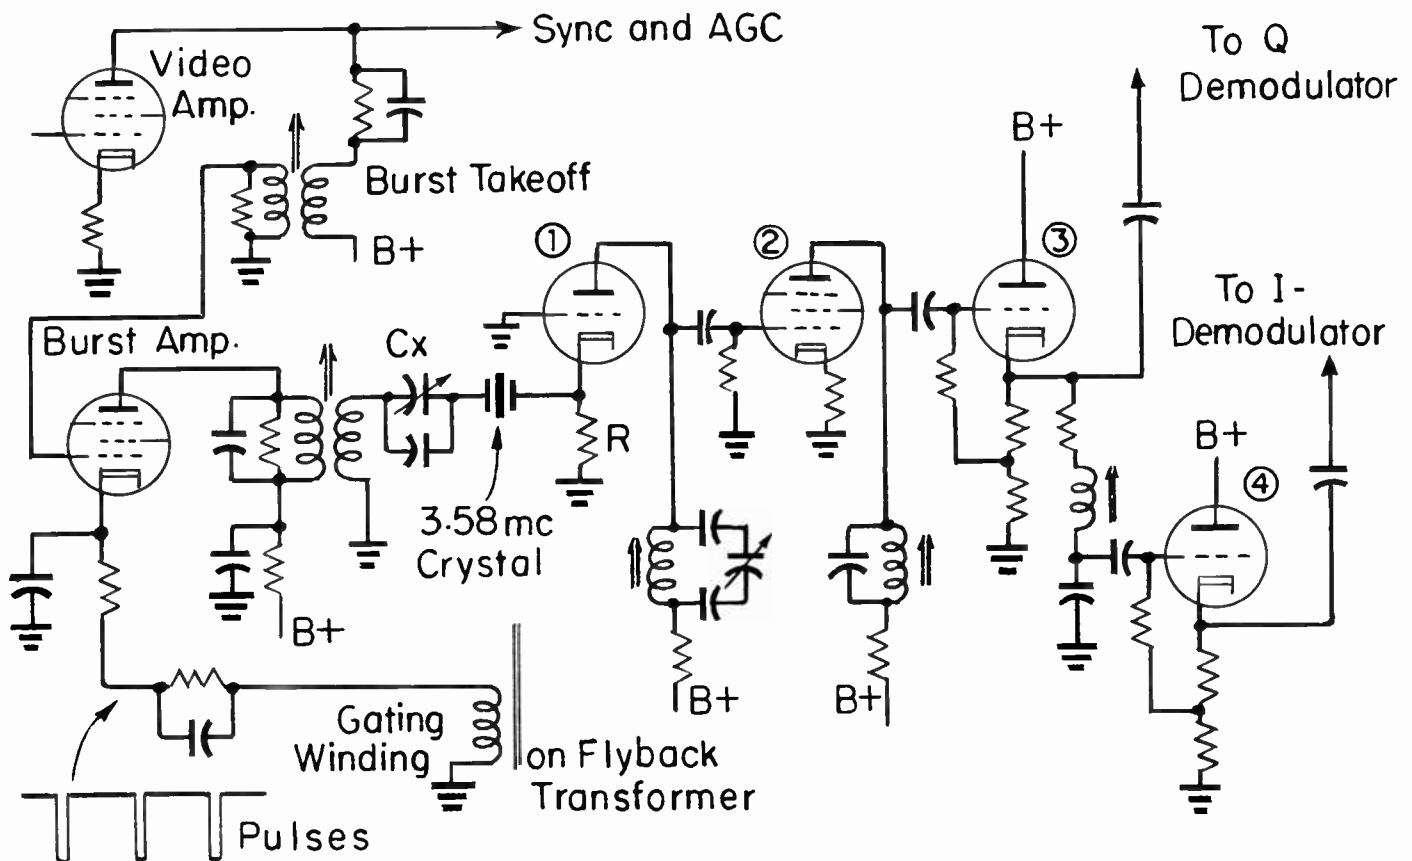 Sync and AGC
Video
Amp.
To Q
Demodulator
B+
Burst Takeoff
B+
①
②
③
To I-
Demodulator
Burst Amp.
Cx
R
B+
④
3.58 mc
Crystal
B+
B+
B+
Gating
Winding
on Flyback
Transformer
Pulses